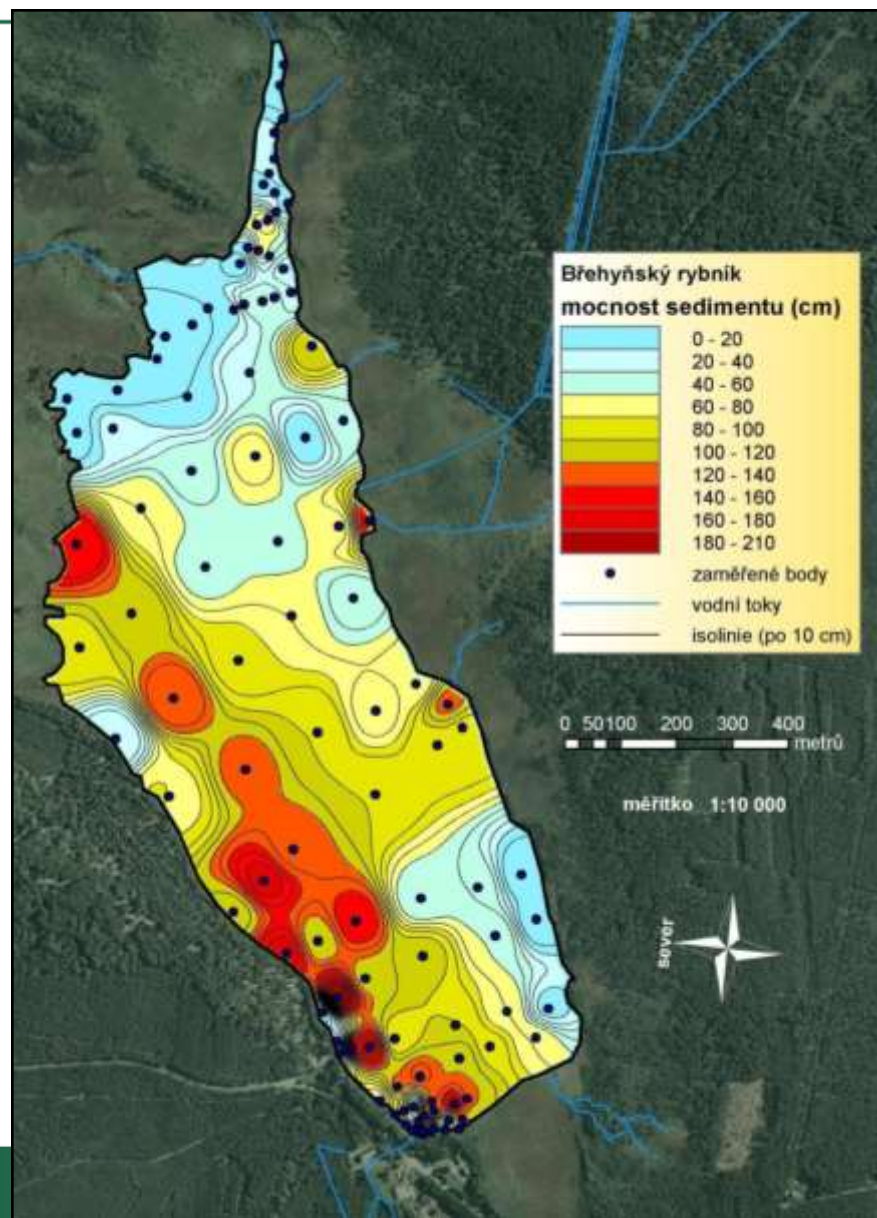 Břehyňský rybník
mocnost sedimentu (cm)
0 - 20
20 - 40
40 - 60
60 - 80
80 - 100
100 - 120
120 - 140
140 - 160
160 - 180
180 - 210
zaměřené body
vodní toky
isolinie (po 10 cm)
0 50 100 200 300 400
metrů
měřítko 1:10 000
sever